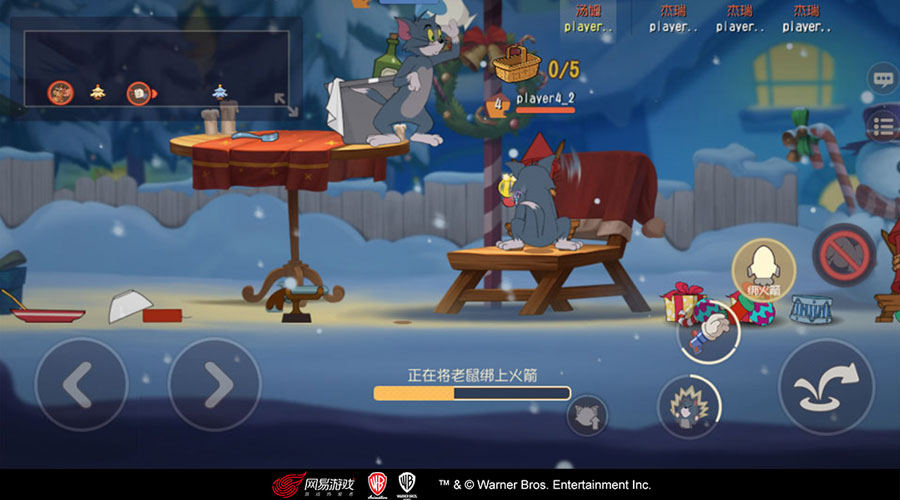 汤姆 杰瑞 杰瑞 杰瑞
player.. player.. player.. player..
0/5
4 player4_2
绑火箭
正在将老鼠绑上火箭
网易游戏
TM & © Warner Bros. Entertainment Inc.